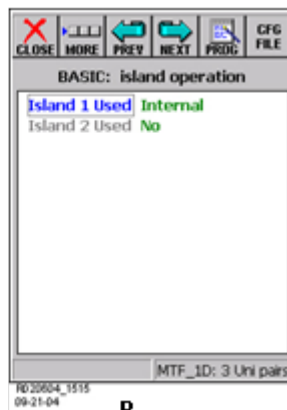 CLOSE MORE PREV NEXT PROG CFG FILE
BASIC: island operation
Island 1 Used Internal
Island 2 Used No
MTF_1D: 3 Uni pairs
RD20604_1515
09-21-04
B